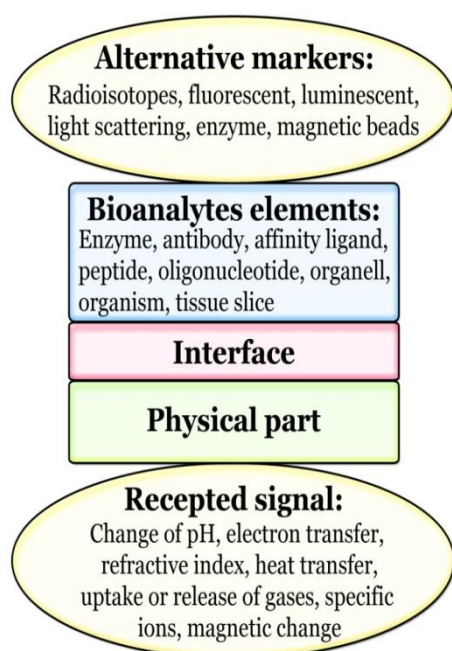 Alternative markers:
Radioisotopes, fluorescent, luminescent,
light scattering, enzyme, magnetic beads
Bioanalytes elements:
Enzyme, antibody, affinity ligand,
peptide, oligonucleotide, organell,
organism, tissue slice
Interface
Physical part
Recepted signal:
Change of pH, electron transfer,
refractive index, heat transfer,
uptake or release of gases, specific
ions, magnetic change